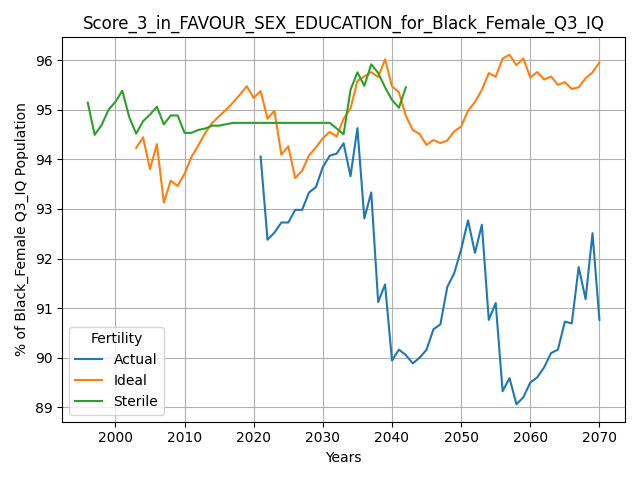 Score_3_in_FAVOUR_SEX_EDUCATION_for_Black_Female_Q3_IQ
% of Black_Female Q3_IQ Population
96
95
94
93
92
91
90
89
Fertility
Actual
Ideal
Sterile
2000 2010 2020 2030 2040 2050 2060 2070
Years